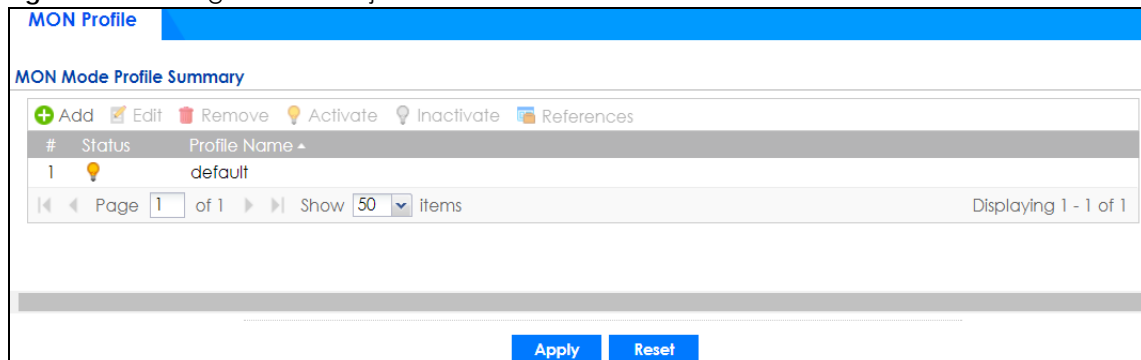 MON Profile
MON Mode Profile Summary
Add Edit Remove Activate Inactivate References
# Status Profile Name
1 default
Page 1 of 1 Show 50 items Displaying 1 - 1 of 1
Apply Reset